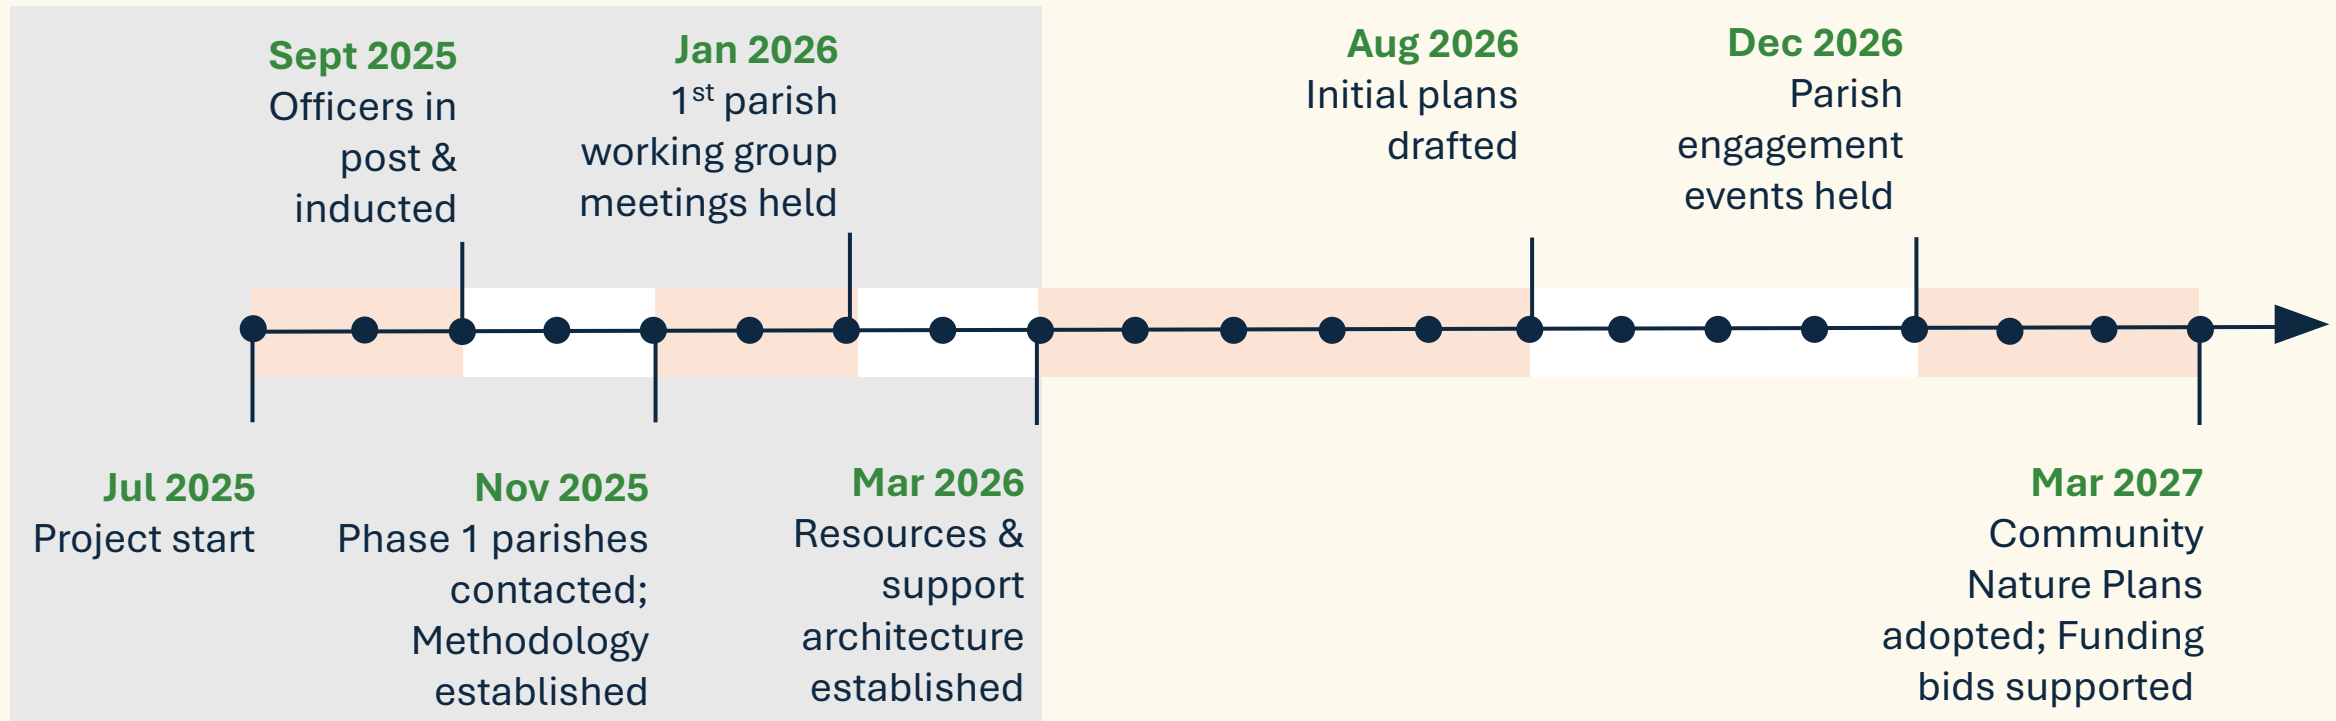 Sept 2025
Officers in
post &
inducted
Jan 2026
1st parish
working group
meetings held
Aug 2026
Initial plans
drafted
Dec 2026
Parish
engagement
events held
Jul 2025
Project start
Nov 2025
Phase 1 parishes
contacted;
Methodology
established
Mar 2026
Resources &
support
architecture
established
Mar 2027
Community
Nature Plans
adopted; Funding
bids supported